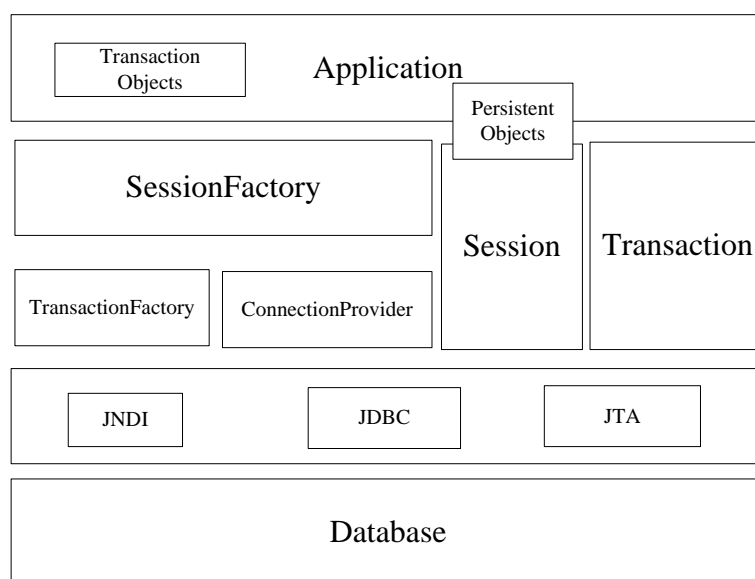 Transaction
Objects
Application
Persistent
Objects
SessionFactory
Session
Transaction
TransactionFactory
ConnectionProvider
JNDI
JDBC
JTA
Database